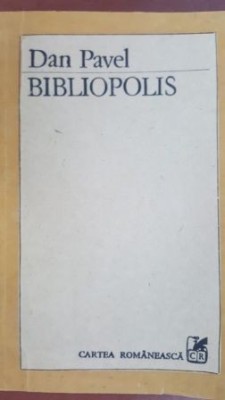 Dan Pavel
BIBLIOPOLIS
CARTEA ROMÂNEASCĂ CR